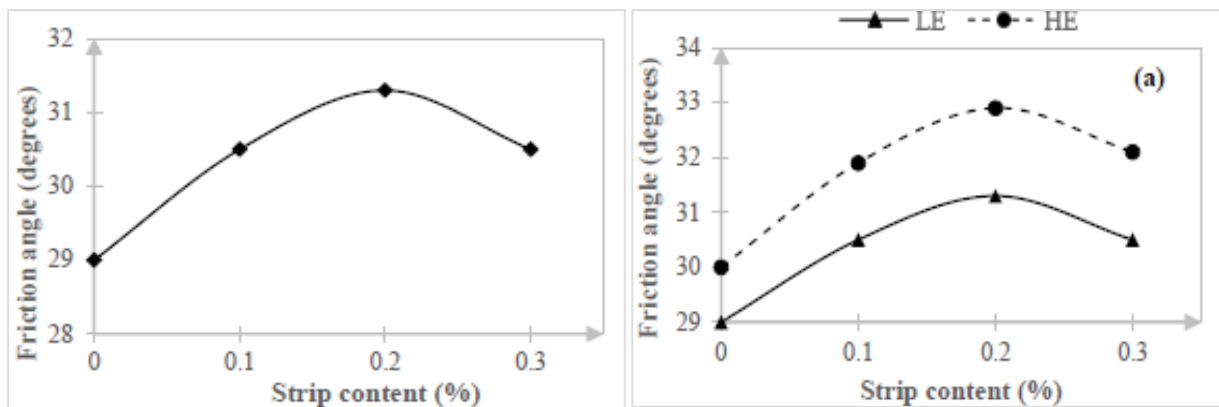 Friction angle (degrees)
32
31
30
29
28
0 0.1 0.2 0.3
Strip content (%)
LE HE
(a)
Friction angle (degrees)
34
33
32
31
30
29
0 0.1 0.2 0.3
Strip content (%)